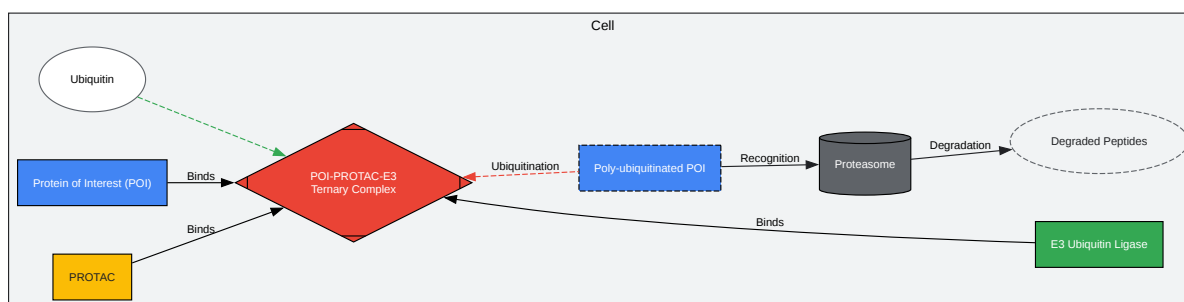 Cell
Ubiquitin
Protein of Interest (POI)
Binds
PROTAC
Binds
POI-PROTAC-E3
Ternary Complex
Ubiquitination
Poly-ubiquitinated POI
Recognition
Proteasome
Degradation
Degraded Peptides
Binds
E3 Ubiquitin Ligase